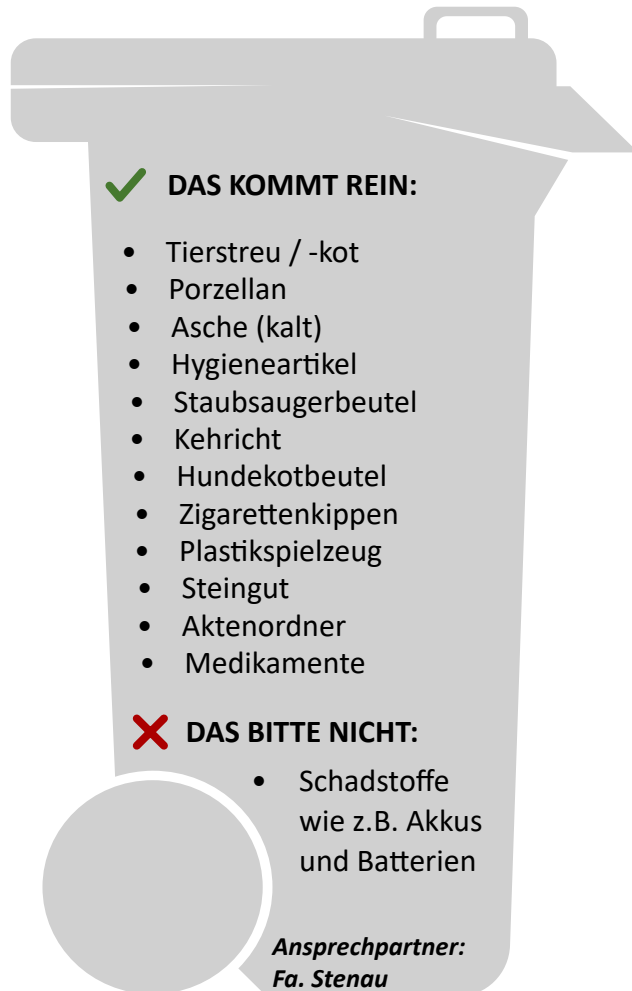 DAS KOMMT REIN:
• Tierstreu / -kot
• Porzellan
• Asche (kalt)
• Hygieneartikel
• Staubsaugerbeutel
• Kehricht
• Hundekotbeutel
• Zigarettenkippen
• Plastikspielzeug
• Steingut
• Aktenordner
• Medikamente
DAS BITTE NICHT:
• Schadstoffe
wie z.B. Akkus
und Batterien
Ansprechpartner:
Fa. Stenau